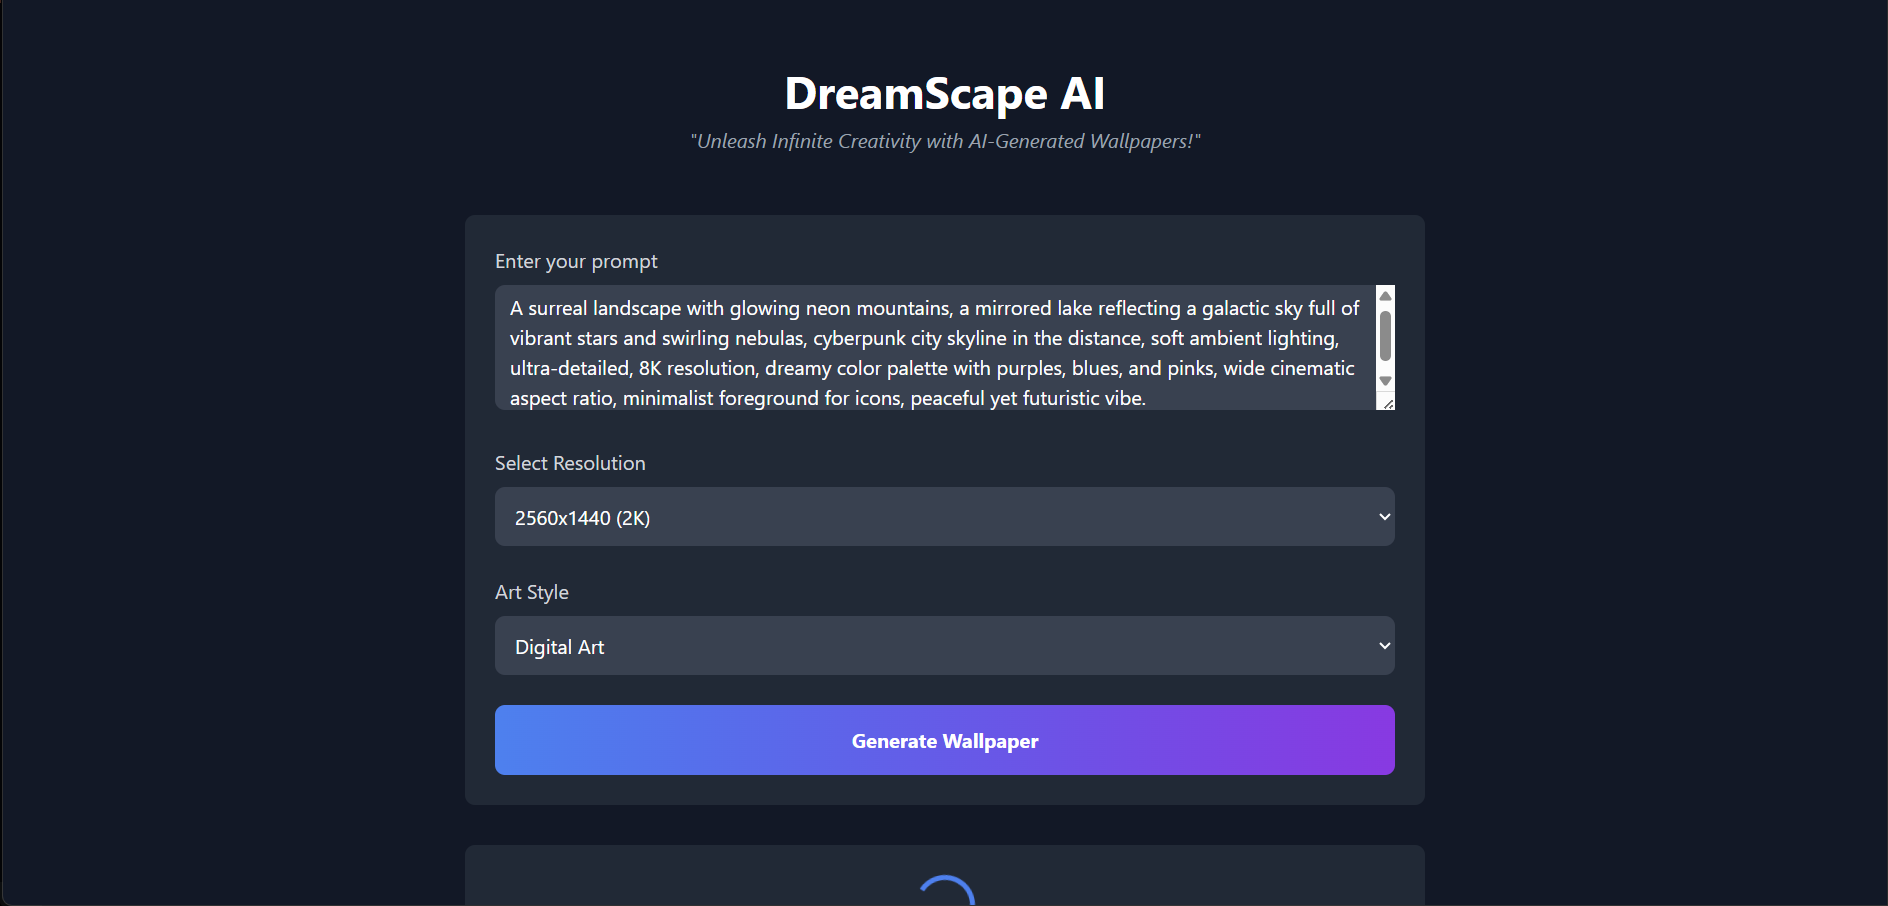 DreamScape AI
"Unleash Infinite Creativity with AI-Generated Wallpapers!"
Enter your prompt
A surreal landscape with glowing neon mountains, a mirrored lake reflecting a galactic sky full of
vibrant stars and swirling nebulas, cyberpunk city skyline in the distance, soft ambient lighting,
ultra-detailed, 8K resolution, dreamy color palette with purples, blues, and pinks, wide cinematic
aspect ratio, minimalist foreground for icons, peaceful yet futuristic vibe.
Select Resolution
2560x1440 (2K)
Art Style
Digital Art
Generate Wallpaper